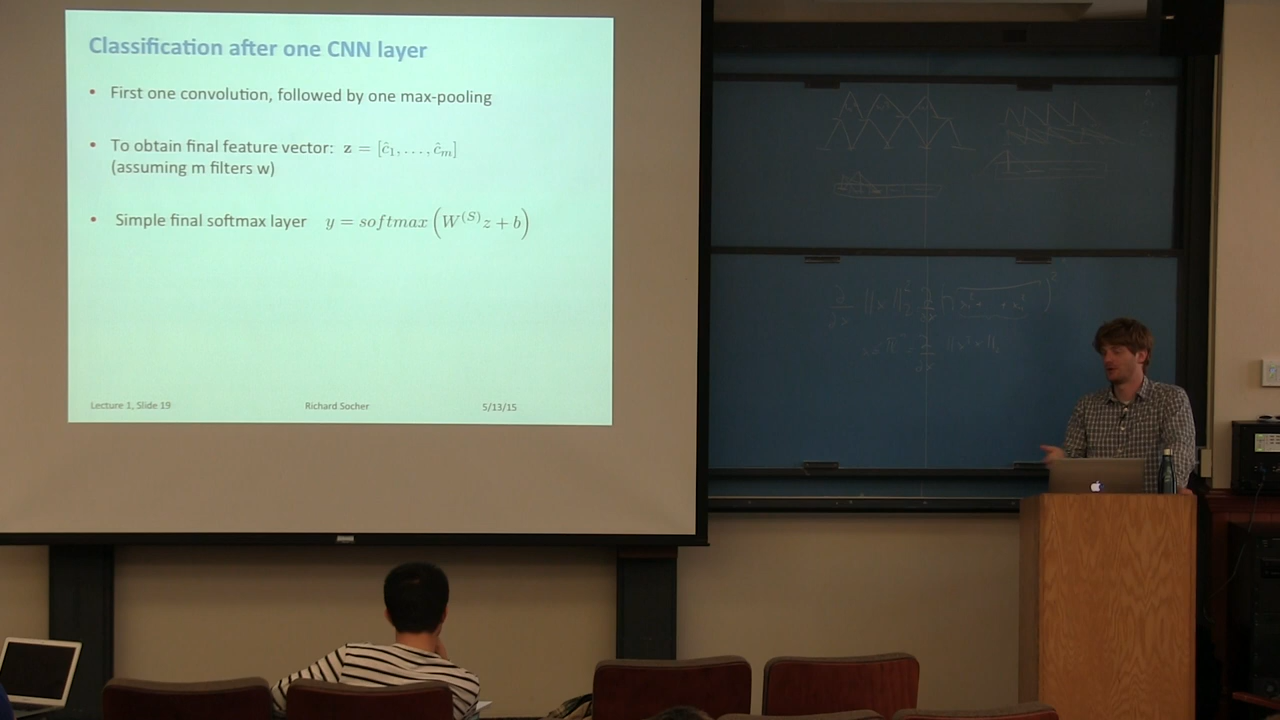 Classification after one CNN layer
• First one convolution, followed by one max-pooling
• To obtain final feature vector: z = [ĉ₁, . . . , ĉₘ]
(assuming m filters w)
• Simple final softmax layer y = softmax (W^(S) z + b)
Lecture 1, Slide 19 Richard Socher 5/13/15